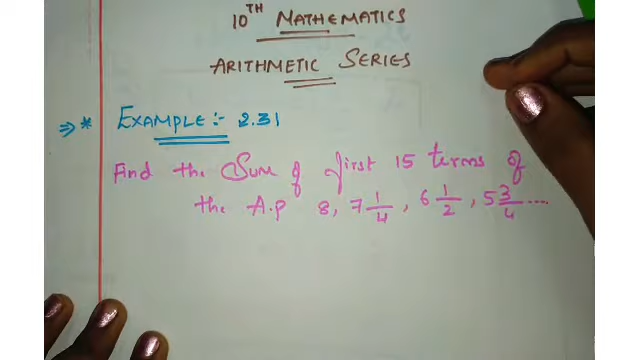 10TH MATHEMATICS
ARITHMETIC SERIES
⇒ * EXAMPLE:- 2.31
Find the Sum of first 15 terms of
the A.P 8, 7 1/4, 6 1/2, 5 3/4 ....